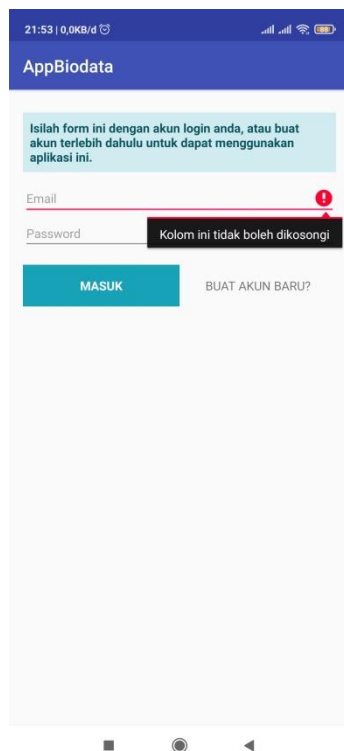 21:53 | 0,0KB/d
AppBiodata
Isilah form ini dengan akun login anda, atau buat
akun terlebih dahulu untuk dapat menggunakan
aplikasi ini.
Email
Password
Kolom ini tidak boleh dikosongi
MASUK
BUAT AKUN BARU?